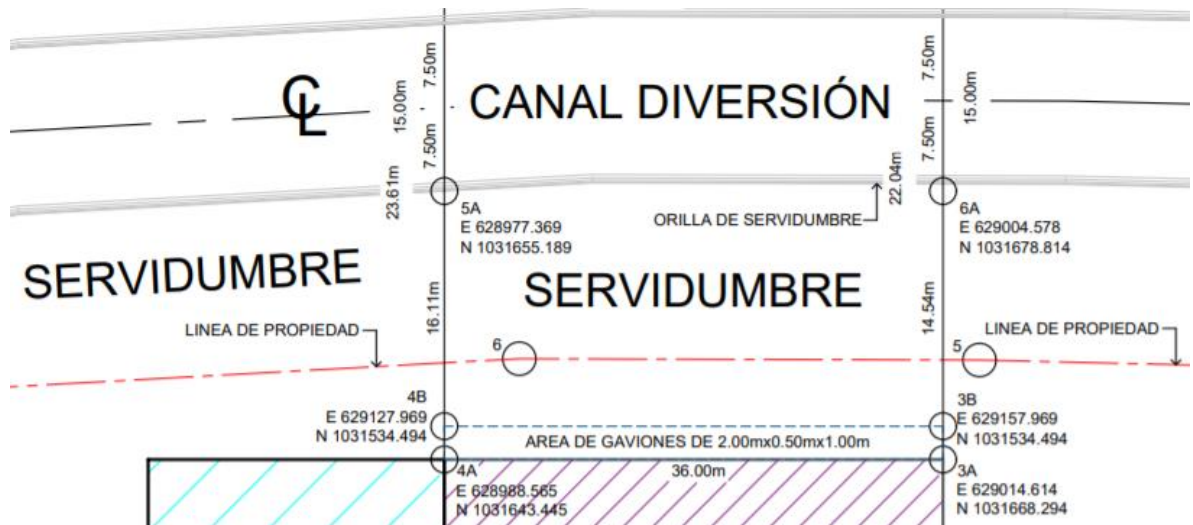 7.50m
7.50m
15.00m
CL
CANAL DIVERSIÓN
15.00m
7.50m
7.50m
23.61m
22.04m
5A
E 628977.369
N 1031655.189
ORILLA DE SERVIDUMBRE
6A
E 629004.578
N 1031678.814
SERVIDUMBRE
SERVIDUMBRE
16.11m
14.54m
LINEA DE PROPIEDAD
6
5
LINEA DE PROPIEDAD
4B
E 629127.969
N 1031534.494
3B
E 629157.969
N 1031534.494
AREA DE GAVIONES DE 2.00mx0.50mx1.00m
36.00m
4A
E 628988.565
N 1031643.445
3A
E 629014.614
N 1031668.294